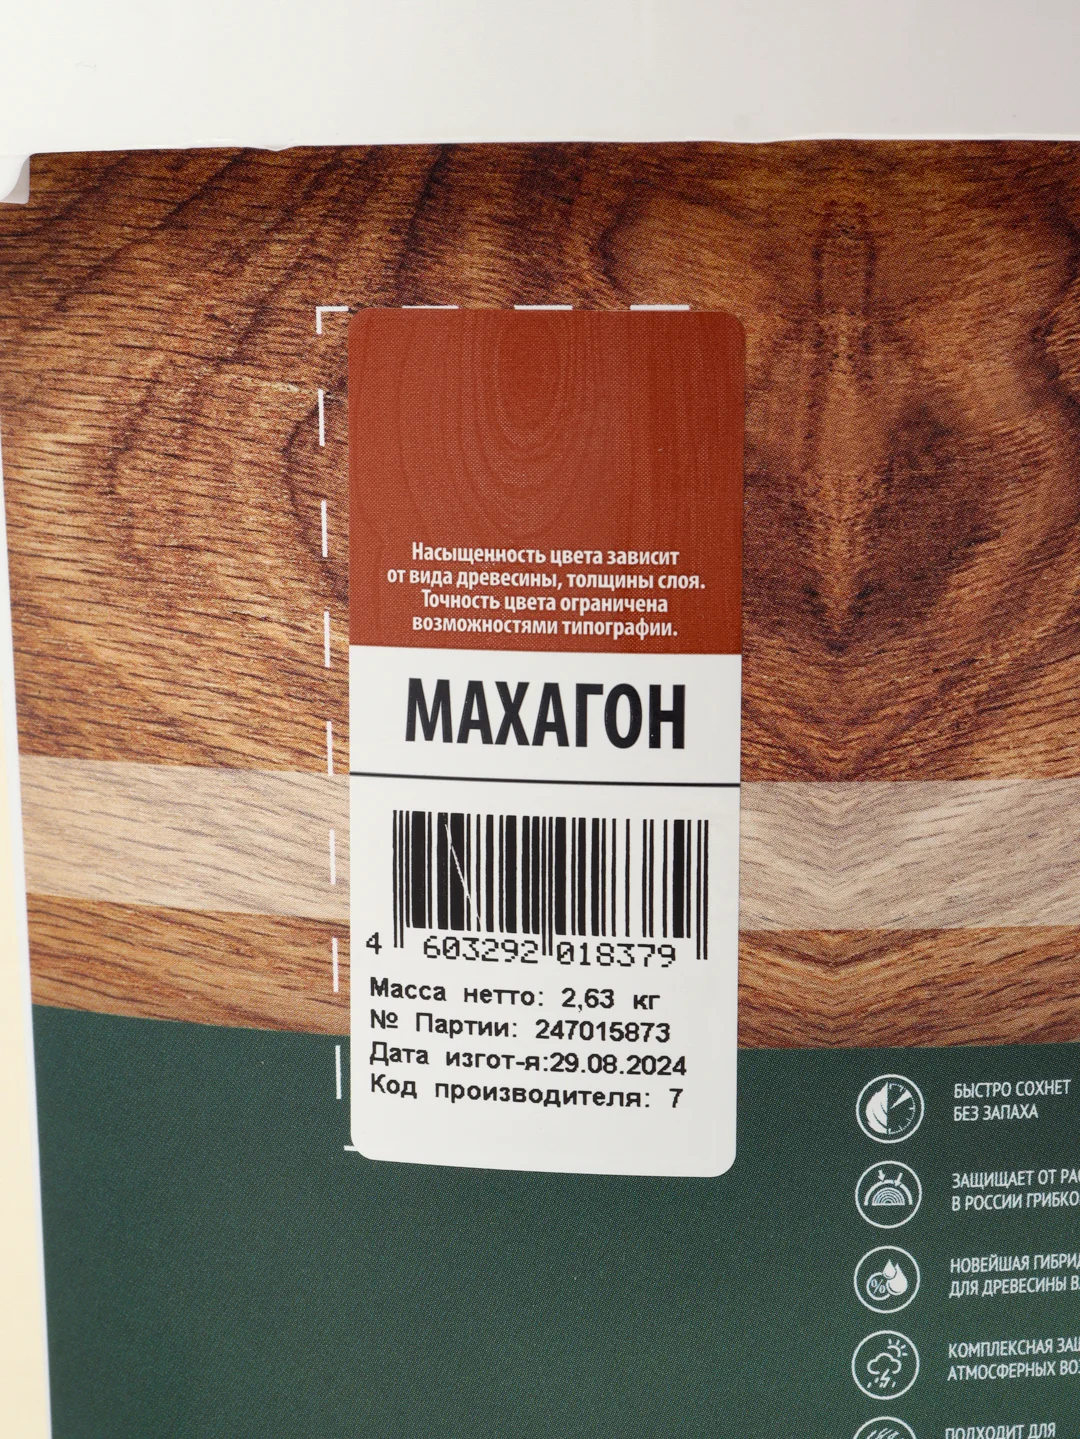 Насыщенность цвета зависит
от вида древесины, толщины слоя.
Точность цвета ограничена
возможностями типографии.
МАХАГОН
4 603292 018379
Масса нетто: 2,63 кг
№ Партии: 247015873
Дата изгот-я:29.08.2024
Код производителя: 7
БЫСТРО СОХНЕТ
БЕЗ ЗАПАХА
ЗАЩИЩАЕТ ОТ
В РОССИИ
НОВЕЙШАЯ
ДЛЯ ДРЕВЕСИНЫ
КОМПЛЕКСНАЯ
АТМОСФЕРНЫХ
ПОДХОДИТ ДЛЯ